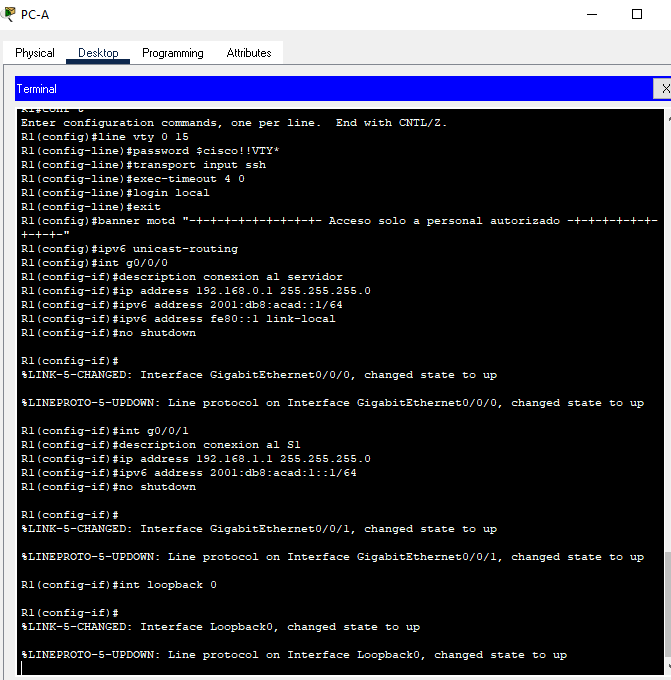 PC-A
Physical Desktop Programming Attributes
Terminal
X
R1#conf t
Enter configuration commands, one per line.  End with CNTL/Z.
R1(config)#line vty 0 15
R1(config-line)#password $cisco!!VTY*
R1(config-line)#transport input ssh
R1(config-line)#exec-timeout 4 0
R1(config-line)#login local
R1(config-line)#exit
R1(config)#banner motd "-+-+-+-+-+-+-+-+-+- Acceso solo a personal autorizado -+-+-+-+-+-+-
+-+-+-"
R1(config)#ipv6 unicast-routing
R1(config)#int g0/0/0
R1(config-if)#description conexion al servidor
R1(config-if)#ip address 192.168.0.1 255.255.255.0
R1(config-if)#ipv6 address 2001:db8:acad::1/64
R1(config-if)#ipv6 address fe80::1 link-local
R1(config-if)#no shutdown
R1(config-if)#
%LINK-5-CHANGED: Interface GigabitEthernet0/0/0, changed state to up
%LINEPROTO-5-UPDOWN: Line protocol on Interface GigabitEthernet0/0/0, changed state to up
R1(config-if)#int g0/0/1
R1(config-if)#description conexion al S1
R1(config-if)#ip address 192.168.1.1 255.255.255.0
R1(config-if)#ipv6 address 2001:db8:acad:1::1/64
R1(config-if)#no shutdown
R1(config-if)#
%LINK-5-CHANGED: Interface GigabitEthernet0/0/1, changed state to up
%LINEPROTO-5-UPDOWN: Line protocol on Interface GigabitEthernet0/0/1, changed state to up
R1(config-if)#int loopback 0
R1(config-if)#
%LINK-5-CHANGED: Interface Loopback0, changed state to up
%LINEPROTO-5-UPDOWN: Line protocol on Interface Loopback0, changed state to up